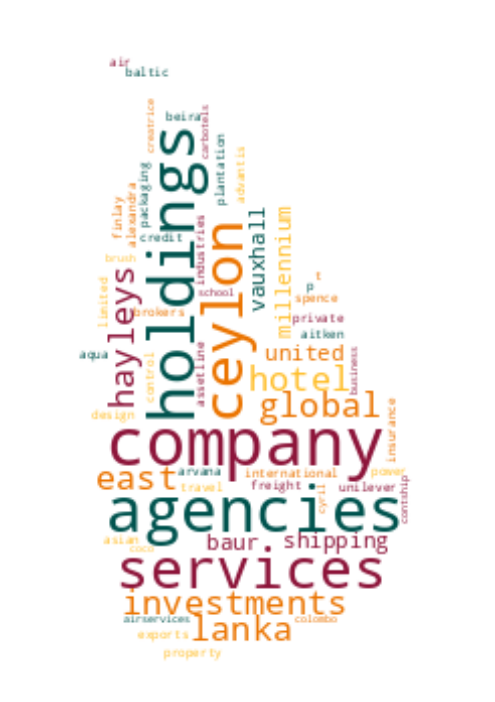 air
baltic
creatrice
beira
carbotels
holdings
plantation
packaging
advantis
finlay
alexandra
credit
industries
ceylon
vauxhall
millennium
brush
hayleys
t
p
school
spence
limited
brokers
private
aitken
aqua
control
assetline
united
business
hotel
global
design
insurance
company
east
arvana
international
power
travel
freight
cyril
unilever
contship
agencies
asian
coco
baur
shipping
services
investments
airservices
lanka
colombo
exports
property